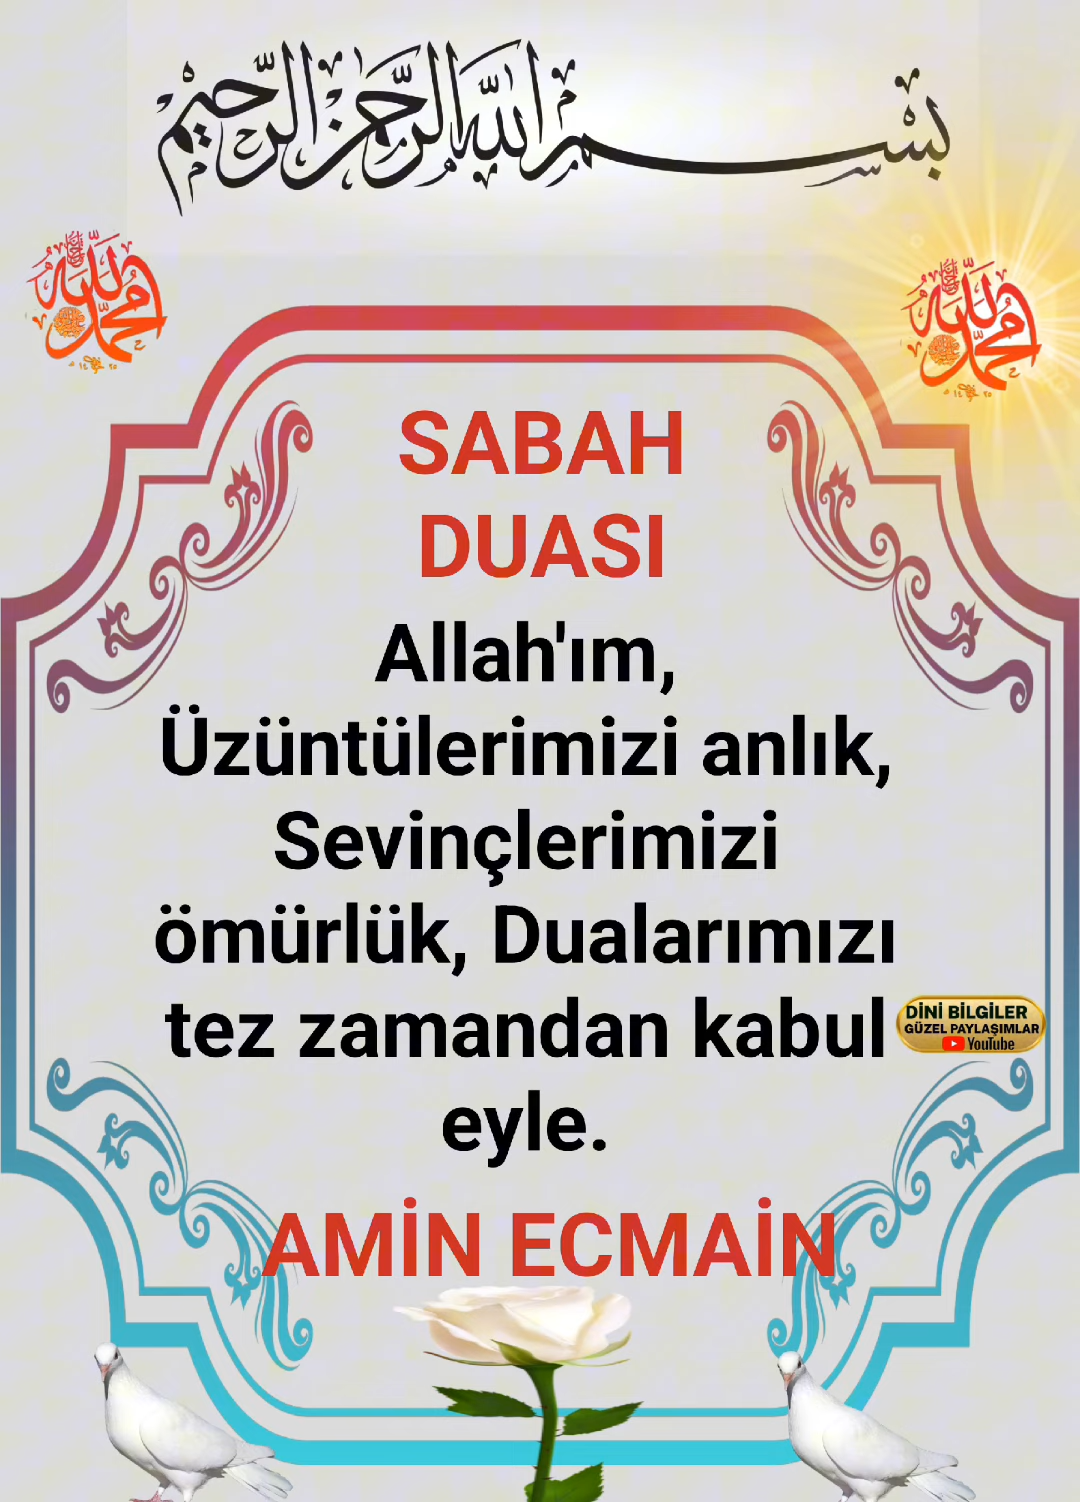 بسم الله الرحمن الرحيم
SABAH
DUASI
Allah'ım,
Üzüntülerimizi anlık,
Sevinçlerimizi
ömürlük, Dualarımızı
tez zamandan kabul
eyle.
AMİN ECMAİN
DİNİ BİLGİLER
GÜZEL PAYLAŞIMLAR
YouTube